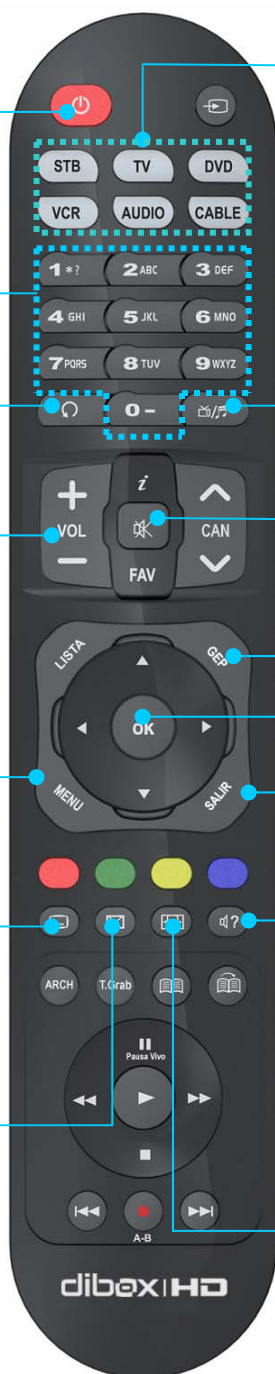 STB TV DVD
VCR AUDIO CABLE
1 *? 2 ABC 3 DEF
4 GHI 5 JKL 6 MNO
7 PQRS 8 TUV 9 WXYZ
0 –
+ i
VOL CAN
– FAV
LISTA GEP
OK
MENU SALIR
?
ARCH T.Grab
Pausa Vivo
A-B
dibox HD